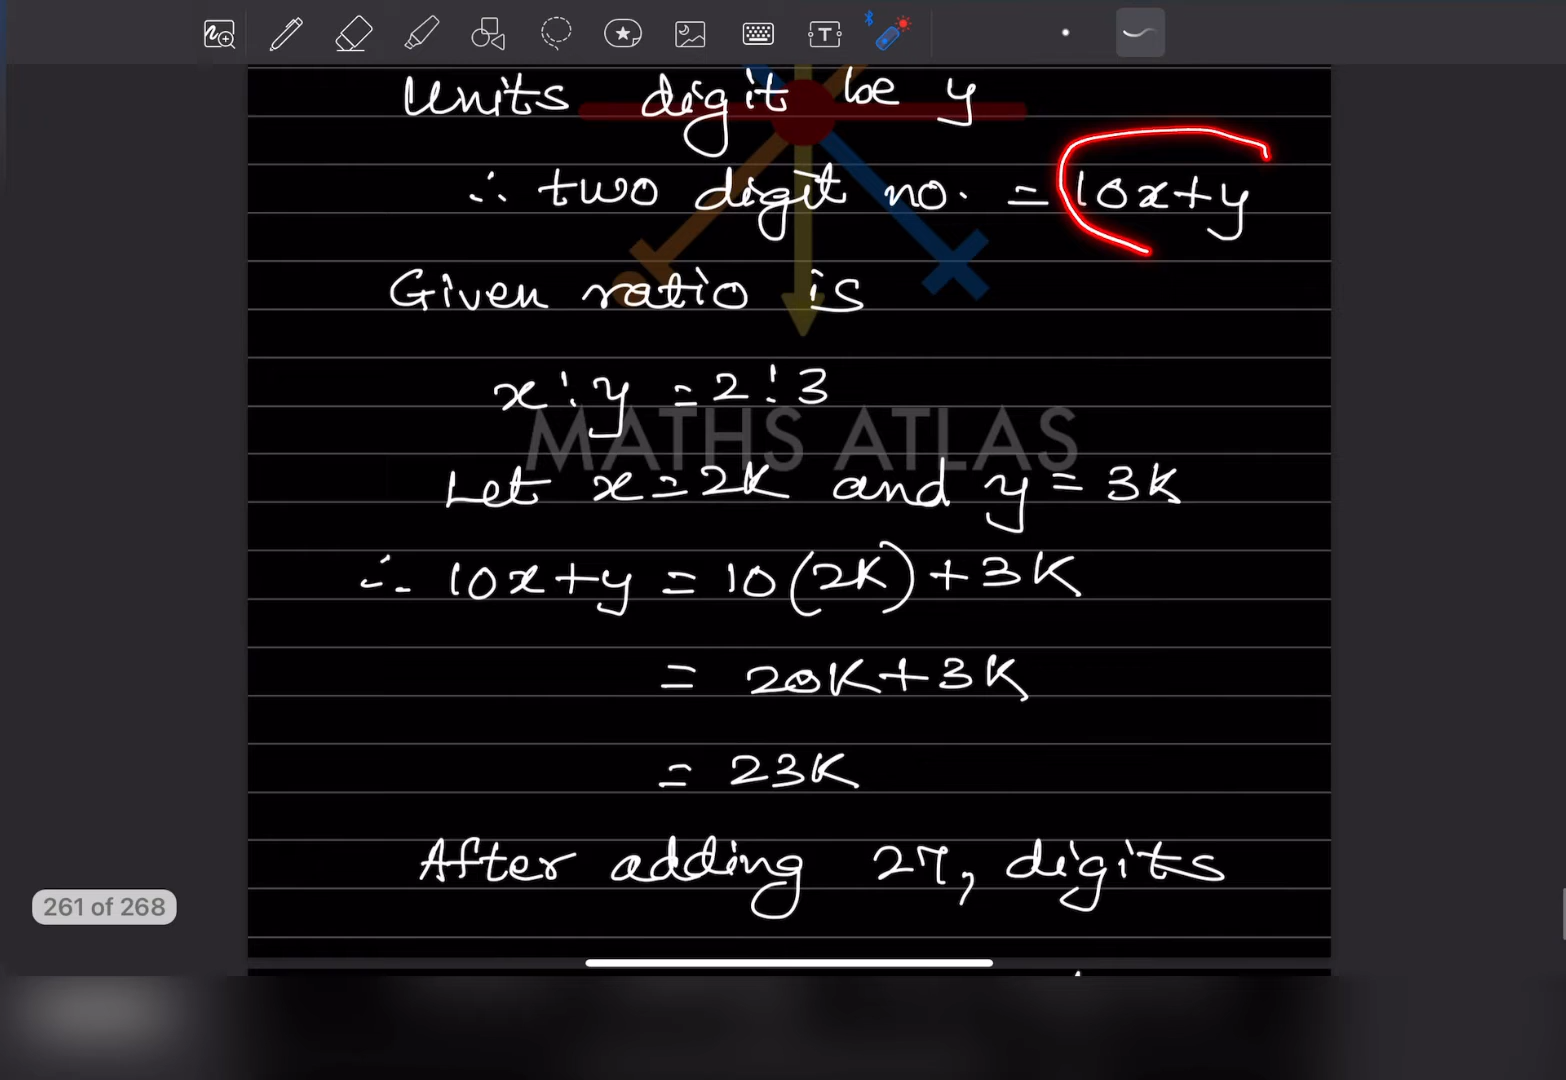 Units digit be y
∴ two digit no. = 10x+y
Given ratio is
x:y = 2:3
MATHS ATLAS
Let x=2K and y = 3K
∴ 10x+y = 10(2K)+3K
= 20K+3K
= 23K
After adding 27, digits
261 of 268